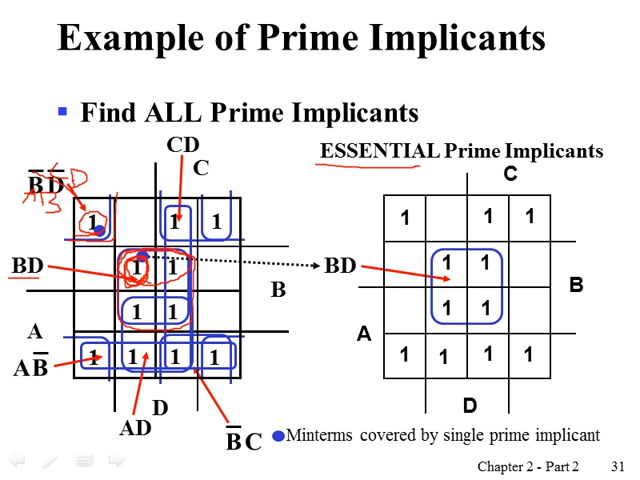 Example of Prime Implicants
Find ALL Prime Implicants
CD
C
B̅D̅
AB
1 1 1
BD
1 1
B
1 1
A
AB̅
1 1 1 1
D
AD
B̅C
ESSENTIAL Prime Implicants
C
1 1 1
BD
1 1
B
1 1
A
1 1 1 1
D
Minterms covered by single prime implicant
Chapter 2 - Part 2 31